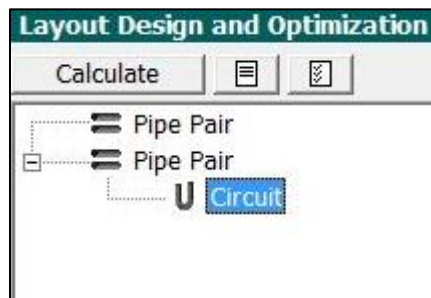 Layout Design and Optimization
Calculate
Pipe Pair
Pipe Pair
Circuit